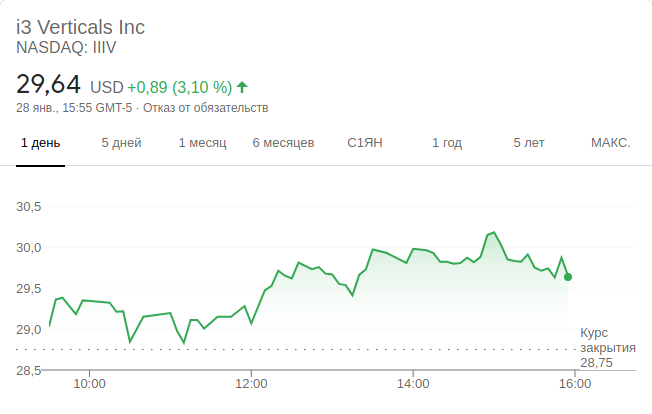 i3 Verticals Inc
NASDAQ: IIIV
29,64 USD +0,89 (3,10 %)
28 янв., 15:55 GMT-5 · Отказ от обязательств
1 день 5 дней 1 месяц 6 месяцев С1ЯН 1 год 5 лет МАКС.
30,5
30,0
29,5
29,0
28,5
Курс
закрытия
28,75
10:00 12:00 14:00 16:00